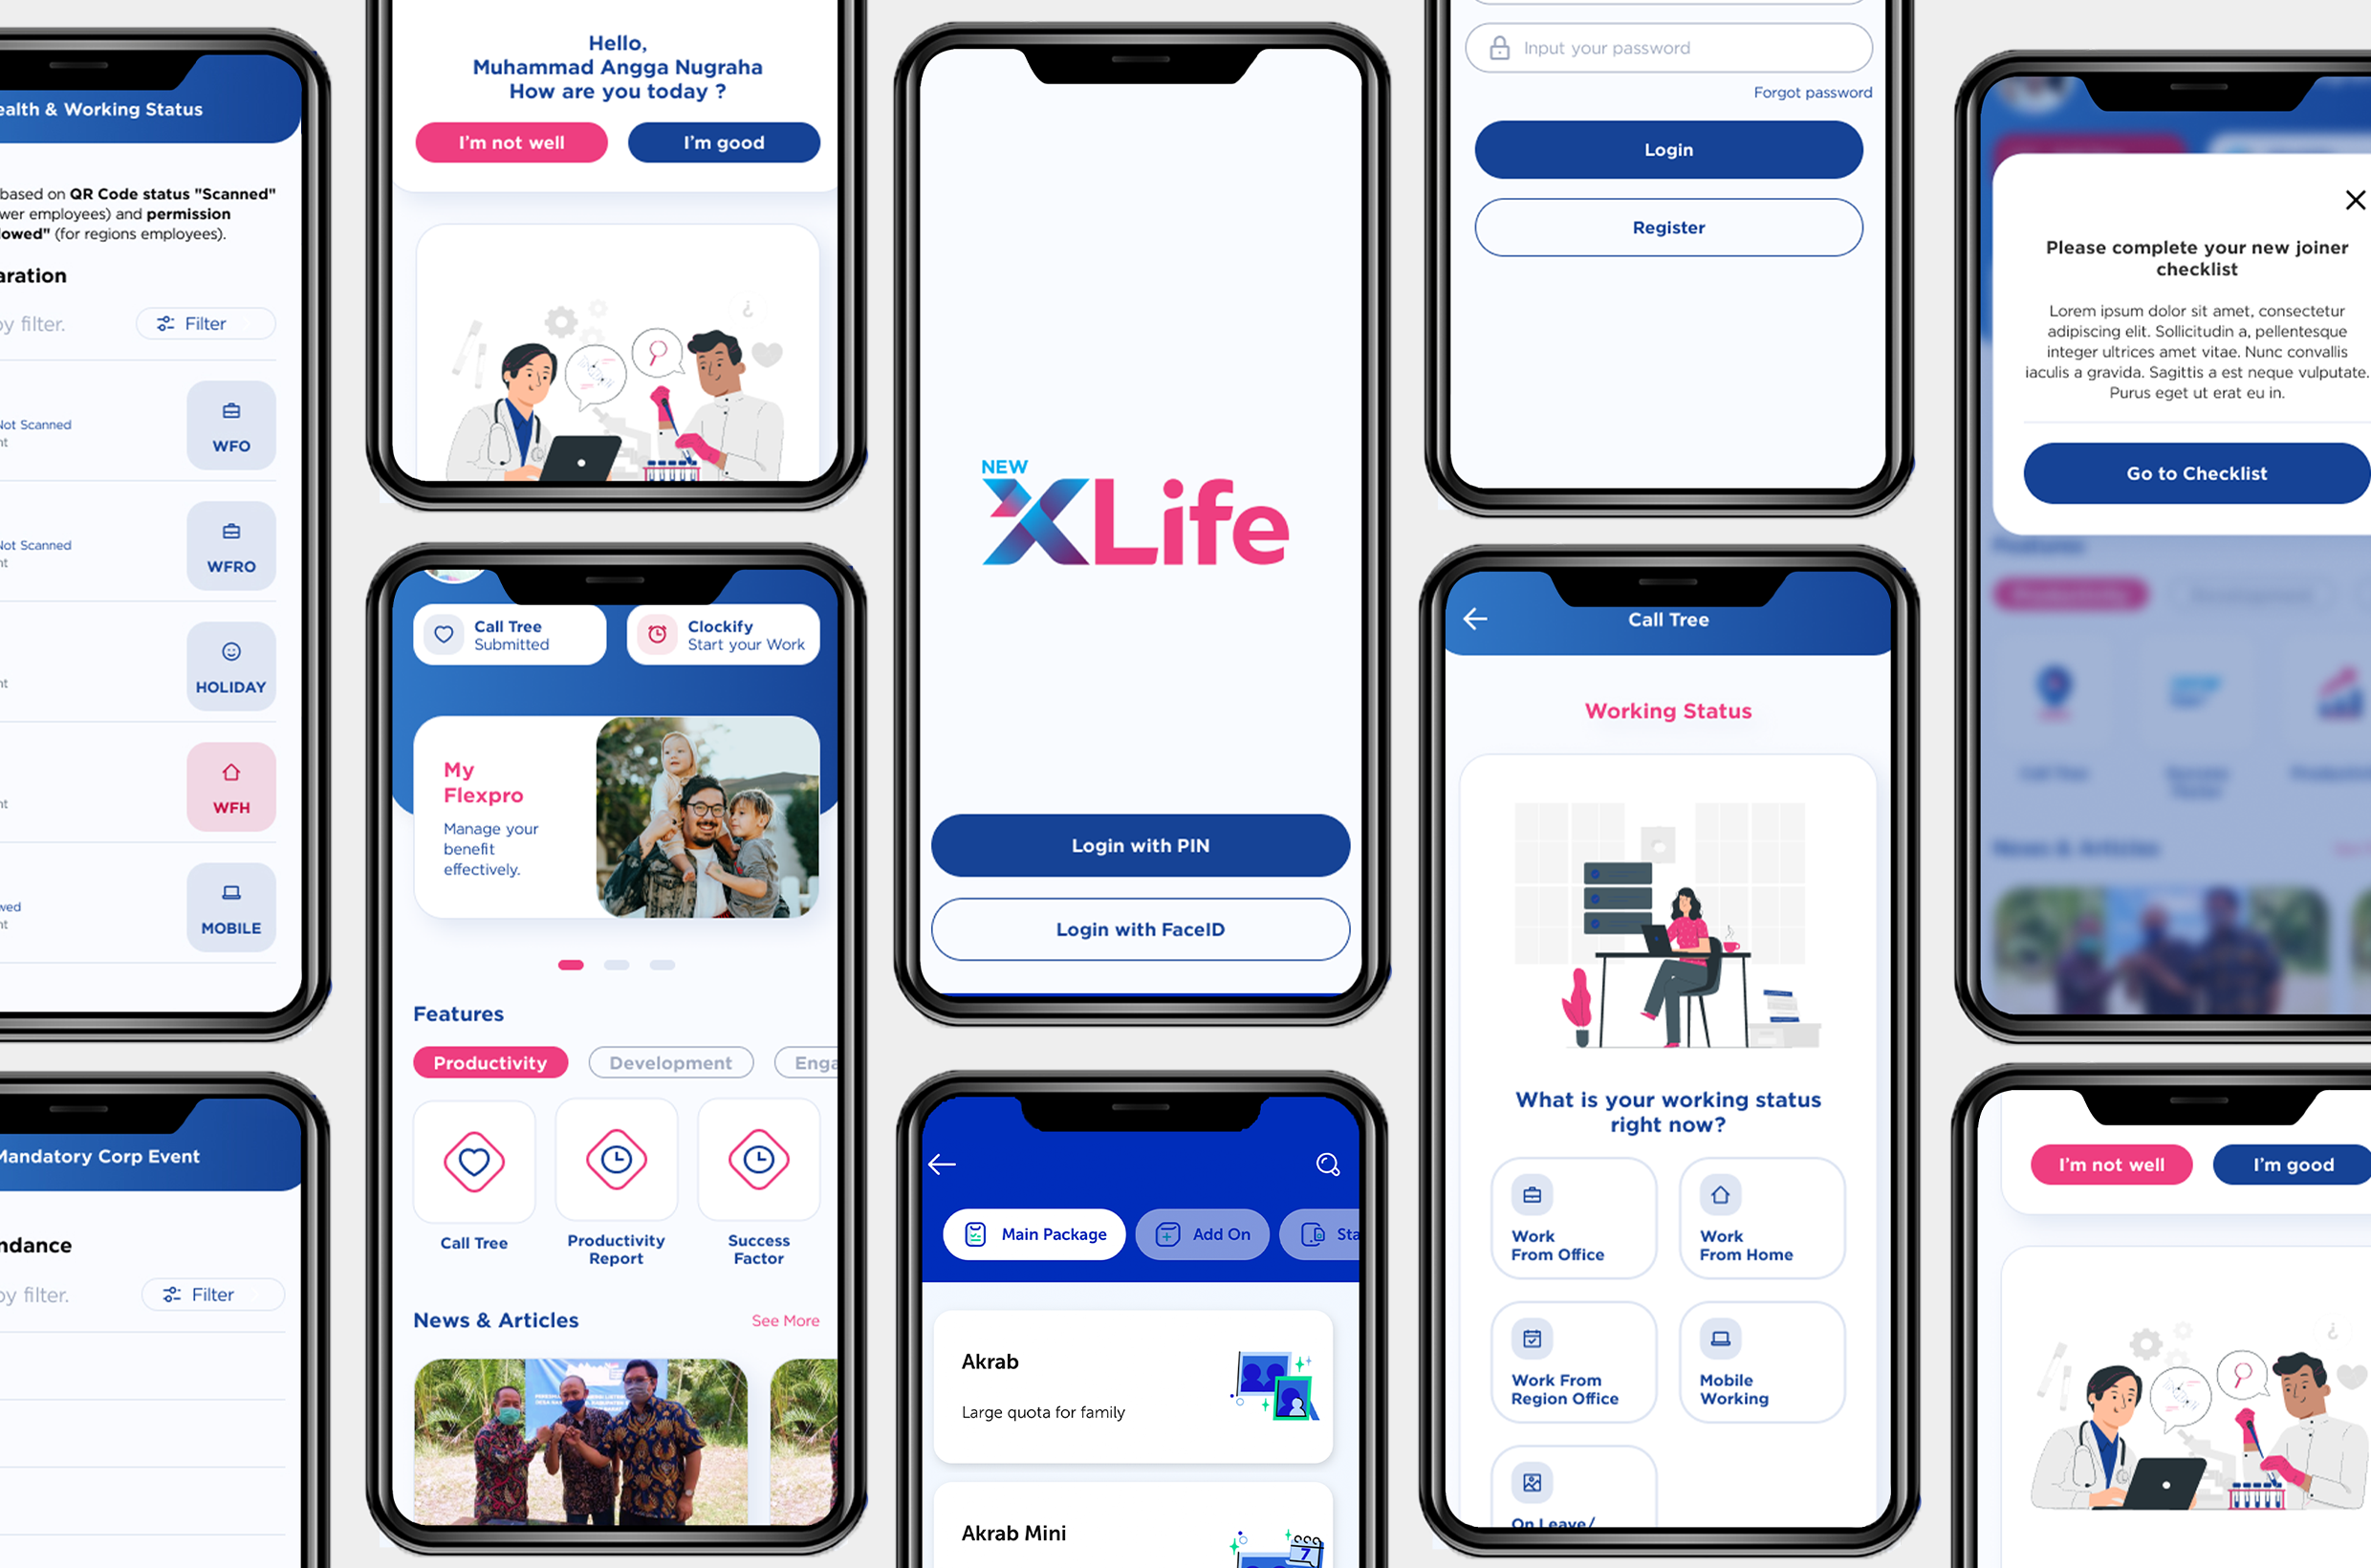 ealth & Working Status
based on QR Code status "Scanned"
wer employees) and permission
lowed" (for regions employees).
aration
by filter.
Filter
Not Scanned
nt
WFO
Not Scanned
nt
WFRO
nt
HOLIDAY
nt
WFH
wed
nt
MOBILE
Mandatory Corp Event
ndance
by filter.
Filter
Hello,
Muhammad Angga Nugraha
How are you today ?
I'm not well
I'm good
Call Tree
Submitted
Clockify
Start your Work
My
Flexpro
Manage your
benefit
effectively.
Features
Productivity
Development
Enga
Call Tree
Productivity
Report
Success
Factor
News & Articles
See More
NEW
XLife
Login with PIN
Login with FaceID
Main Package
Add On
Sta
Akrab
Large quota for family
Akrab Mini
7
Input your password
Forgot password
Login
Register
Call Tree
Working Status
What is your working status
right now?
Work
From Office
Work
From Home
Work From
Region Office
Mobile
Working
On Leave/
Please complete your new joiner
checklist
Lorem ipsum dolor sit amet, consectetur
adipiscing elit. Sollicitudin a, pellentesque
integer ultrices amet vitae. Nunc convallis
iaculis a gravida. Sagittis a est neque vulputate.
Purus eget ut erat eu in.
Go to Checklist
Features
Productivity
Call Tree
News & Articles
I'm not well
I'm good